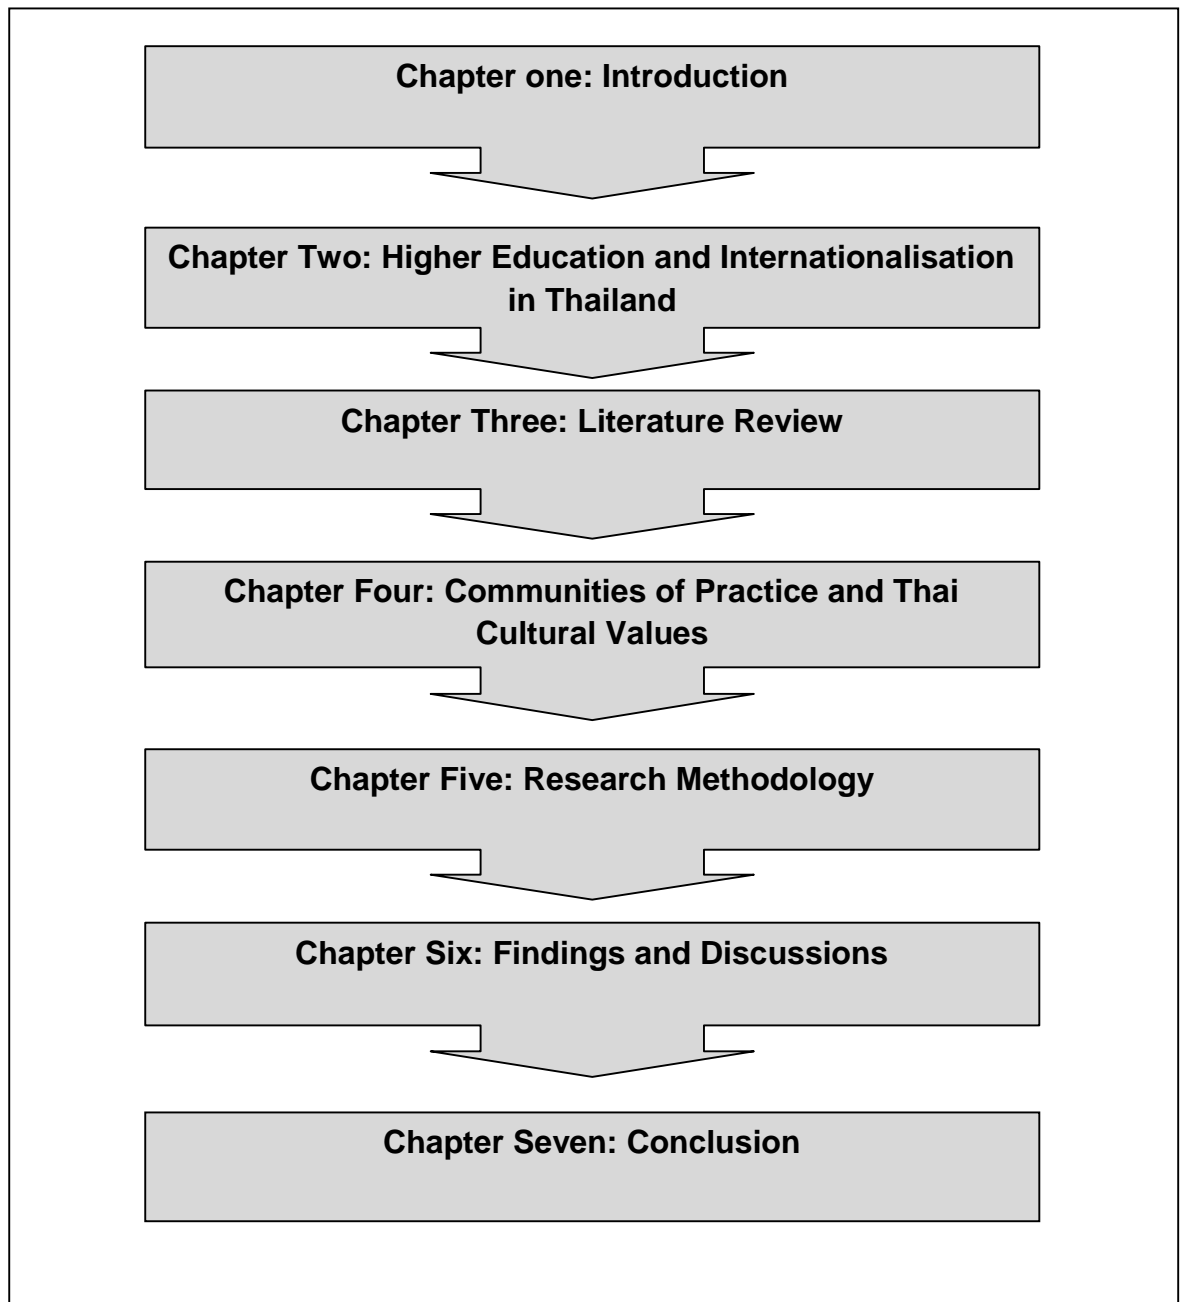 Chapter one: Introduction
Chapter Two: Higher Education and Internationalisation
in Thailand
Chapter Three: Literature Review
Chapter Four: Communities of Practice and Thai
Cultural Values
Chapter Five: Research Methodology
Chapter Six: Findings and Discussions
Chapter Seven: Conclusion